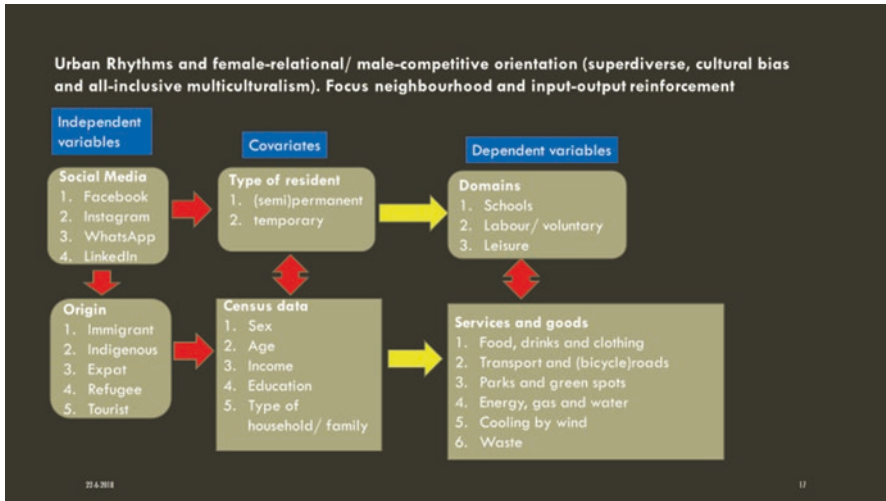 Urban Rhythms and female-relational/ male-competitive orientation (superdiverse, cultural bias
and all-inclusive multiculturalism). Focus neighbourhood and input-output reinforcement
Independent
variables
Covariates
Dependent variables
Social Media
1. Facebook
2. Instagram
3. WhatsApp
4. LinkedIn
Type of resident
1. (semi)permanent
2. temporary
Domains
1. Schools
2. Labour/ voluntary
3. Leisure
Origin
1. Immigrant
2. Indigenous
3. Expat
4. Refugee
5. Tourist
Census data
1. Sex
2. Age
3. Income
4. Education
5. Type of
household/ family
Services and goods
1. Food, drinks and clothing
2. Transport and (bicycle)roads
3. Parks and green spots
4. Energy, gas and water
5. Cooling by wind
6. Waste
22-6-2018
17